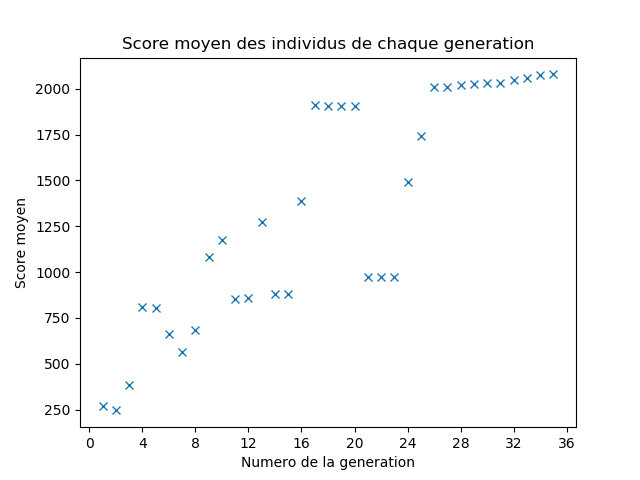 Score moyen des individus de chaque generation
2000
1750
1500
1250
1000
750
500
250
Score moyen
0 4 8 12 16 20 24 28 32 36
Numero de la generation